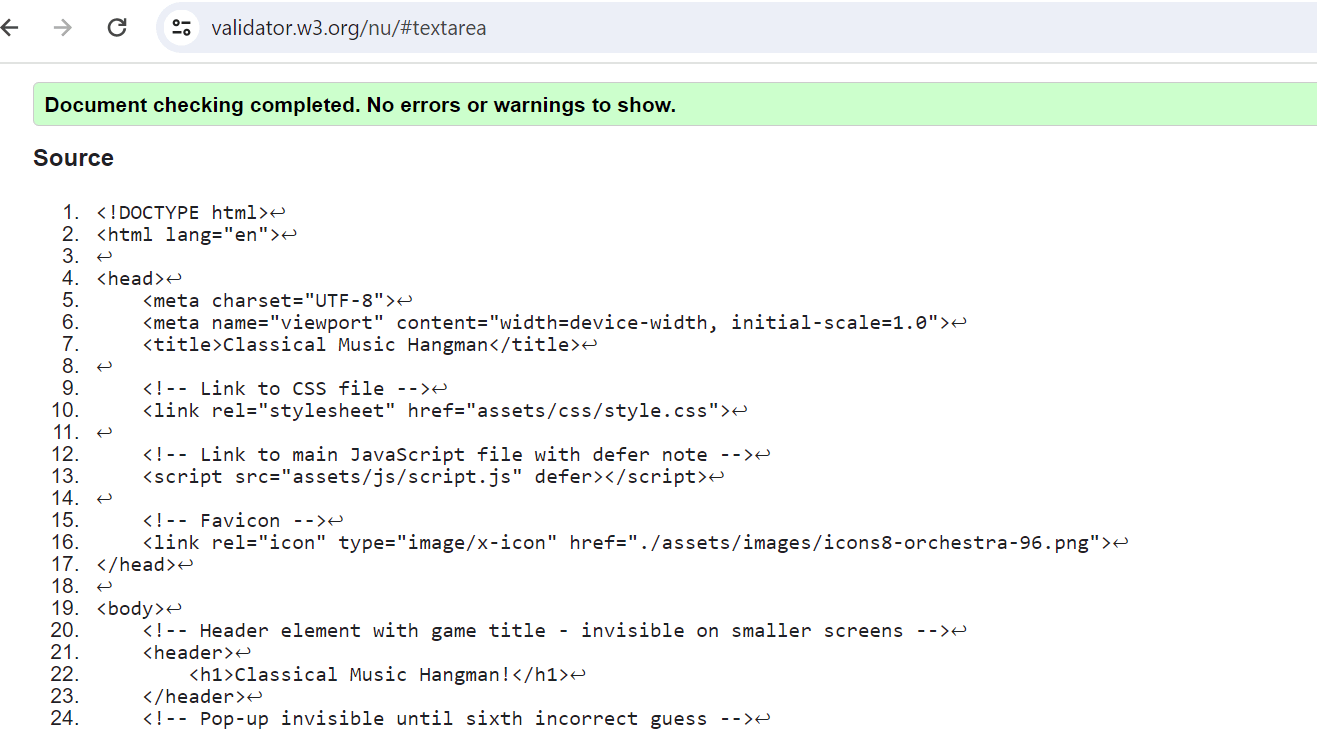 validator.w3.org/nu/#textarea
Document checking completed. No errors or warnings to show.
Source
1. <!DOCTYPE html>↩
2. <html lang="en">↩
3. ↩
4. <head>↩
5.     <meta charset="UTF-8">↩
6.     <meta name="viewport" content="width=device-width, initial-scale=1.0">↩
7.     <title>Classical Music Hangman</title>↩
8. ↩
9.     <!-- Link to CSS file -->↩
10.     <link rel="stylesheet" href="assets/css/style.css">↩
11. ↩
12.     <!-- Link to main JavaScript file with defer note -->↩
13.     <script src="assets/js/script.js" defer></script>↩
14. ↩
15.     <!-- Favicon -->↩
16.     <link rel="icon" type="image/x-icon" href="./assets/images/icons8-orchestra-96.png">↩
17. </head>↩
18. ↩
19. <body>↩
20.     <!-- Header element with game title - invisible on smaller screens -->↩
21.     <header>↩
22.         <h1>Classical Music Hangman!</h1>↩
23.     </header>↩
24.     <!-- Pop-up invisible until sixth incorrect guess -->↩